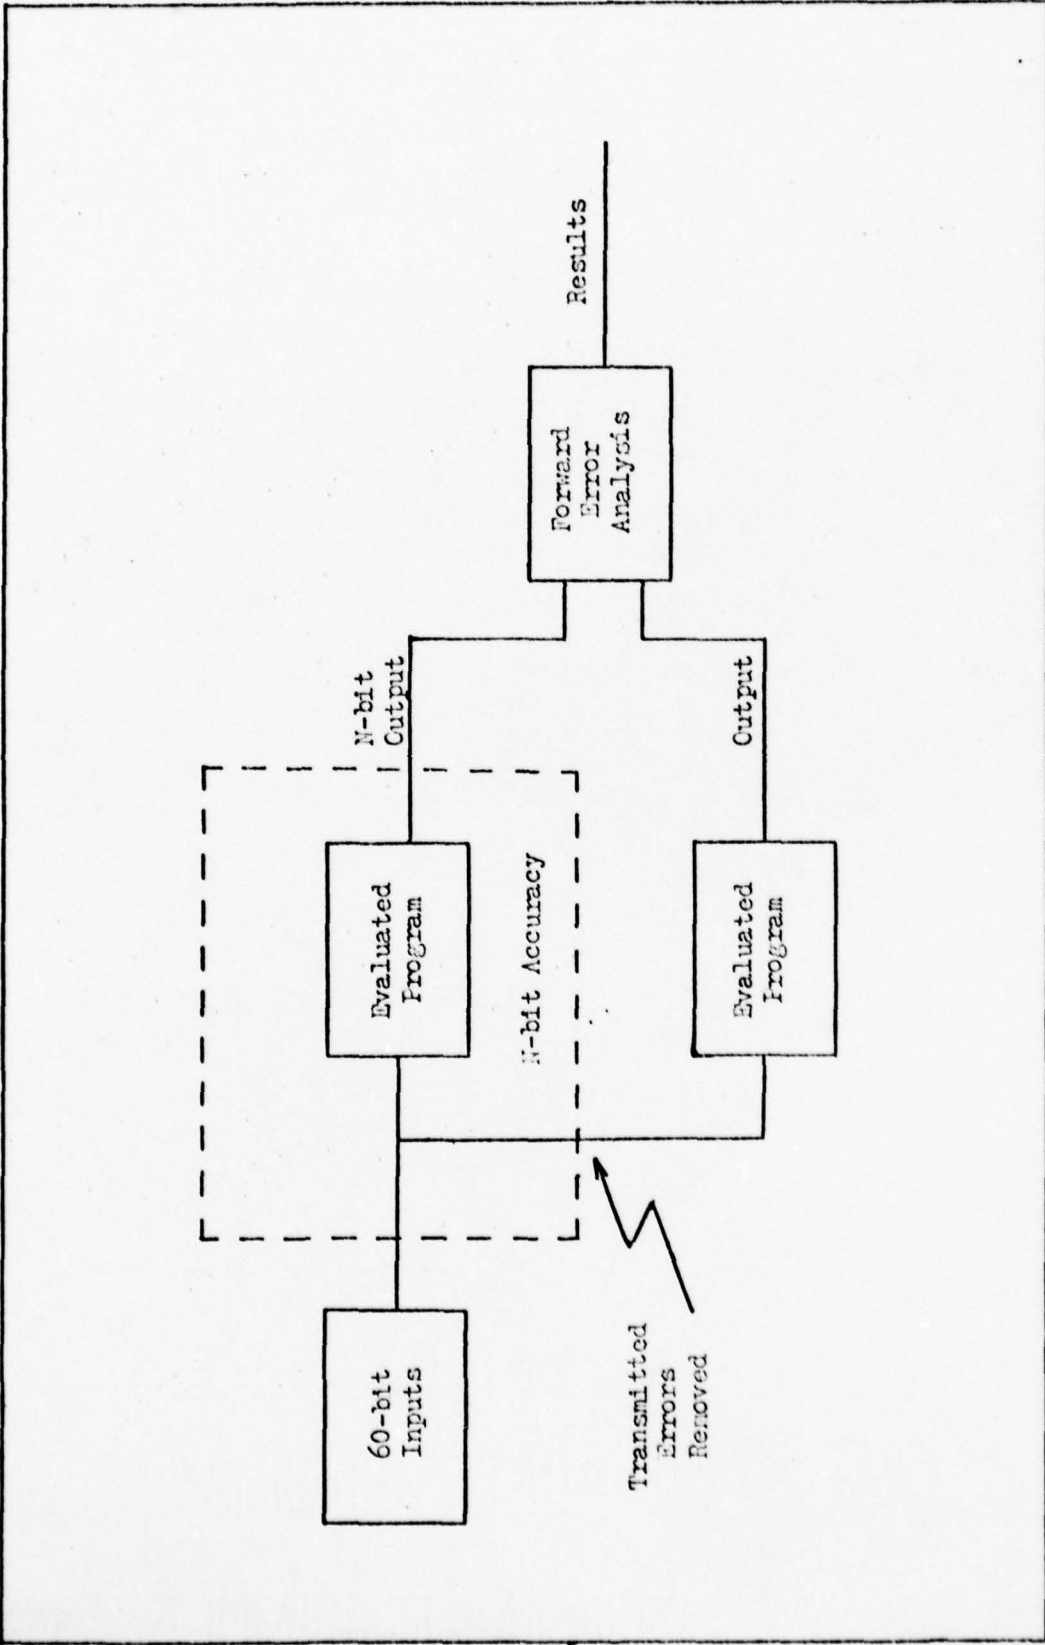 60-bit
Inputs
Evaluated
Program
N-bit Accuracy
N-bit
Output
Transmitted
Errors
Removed
Evaluated
Program
Output
Forward
Error
Analysis
Results